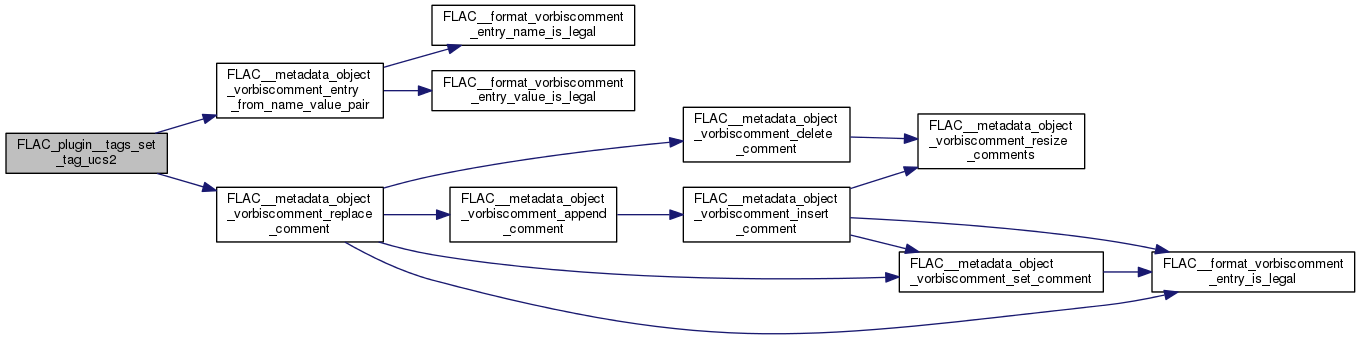 FLAC_plugin__tags_set
_tag_ucs2
FLAC__metadata_object
_vorbiscomment_entry
_from_name_value_pair
FLAC__format_vorbiscomment
_entry_name_is_legal
FLAC__format_vorbiscomment
_entry_value_is_legal
FLAC__metadata_object
_vorbiscomment_replace
_comment
FLAC__metadata_object
_vorbiscomment_delete
_comment
FLAC__metadata_object
_vorbiscomment_resize
_comments
FLAC__metadata_object
_vorbiscomment_append
_comment
FLAC__metadata_object
_vorbiscomment_insert
_comment
FLAC__metadata_object
_vorbiscomment_set_comment
FLAC__format_vorbiscomment
_entry_is_legal